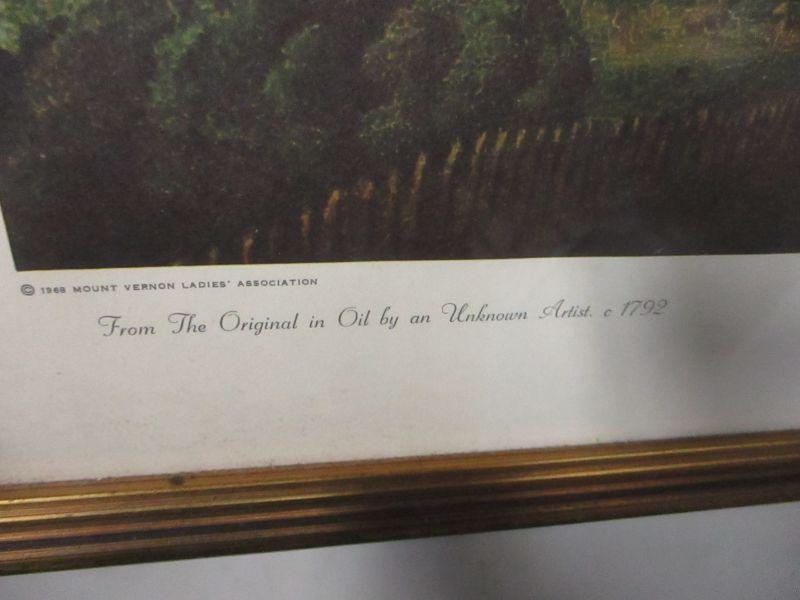 © 1968 MOUNT VERNON LADIES' ASSOCIATION
From The Original in Oil by an Unknown Artist. c 1792